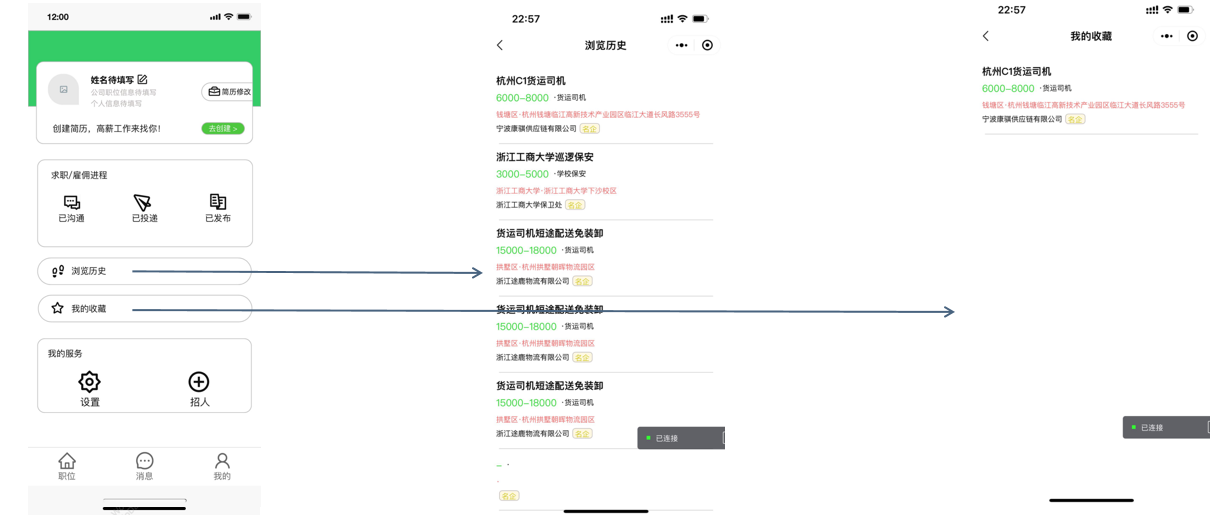 12:00
姓名待填写
公司职位信息待填写
个人信息待填写
简历修改
创建简历，高薪工作来找你！
去创建 >
求职/雇佣进程
已沟通
已投递
已发布
浏览历史
我的收藏
我的服务
设置
招人
职位
消息
我的
22:57
浏览历史
杭州C1货运司机
6000-8000 ·货运司机
钱塘区·杭州钱塘临江高新技术产业园区临江大道长风路3555号
宁波康骐供应链有限公司 名企
浙江工商大学巡逻保安
3000-5000 ·学校保安
浙江工商大学·浙江工商大学下沙校区
浙江工商大学保卫处 名企
货运司机短途配送免装卸
15000-18000 ·货运司机
拱墅区·杭州拱墅朝晖物流园区
浙江途鹿物流有限公司 名企
货运司机短途配送免装卸
15000-18000 ·货运司机
拱墅区·杭州拱墅朝晖物流园区
浙江途鹿物流有限公司 名企
货运司机短途配送免装卸
15000-18000 ·货运司机
拱墅区·杭州拱墅朝晖物流园区
浙江途鹿物流有限公司 名企
已连接
- ·
·
名企
22:57
我的收藏
杭州C1货运司机
6000-8000 ·货运司机
钱塘区·杭州钱塘临江高新技术产业园区临江大道长风路3555号
宁波康骐供应链有限公司 名企
已连接